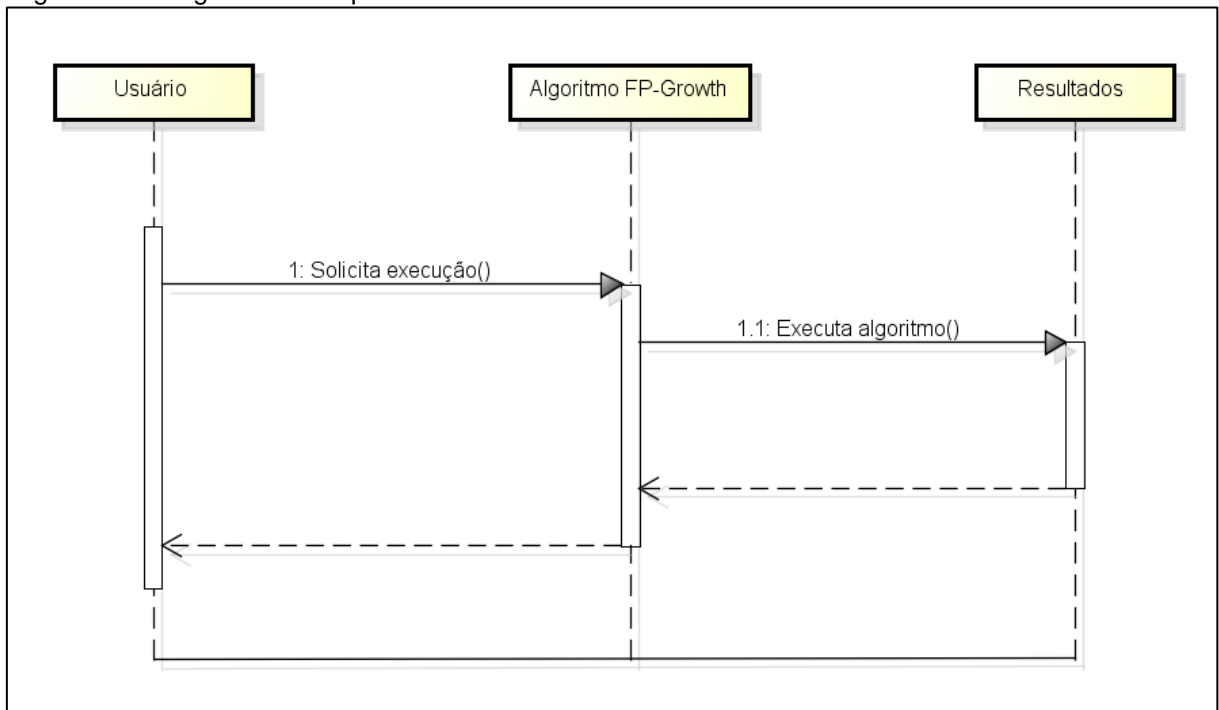 Usuário
Algoritmo FP-Growth
Resultados
1: Solicita execução()
1.1: Executa algoritmo()